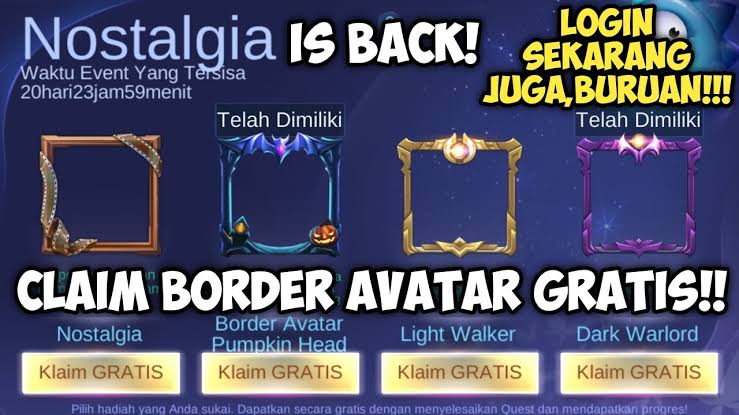 Nostalgia IS BACK!
LOGIN
SEKARANG
JUGA,BURUAN!!!
Waktu Event Yang Tersisa
20hari23jam59menit
Telah Dimiliki
Telah Dimiliki
CLAIM BORDER AVATAR GRATIS!!
Nostalgia
Border Avatar
Pumpkin Head
Light Walker
Dark Warlord
Klaim GRATIS
Klaim GRATIS
Klaim GRATIS
Klaim GRATIS
Pilih hadiah yang Anda sukai. Dapatkan secara gratis dengan menyelesaikan Quest dan mendapatkan progres!